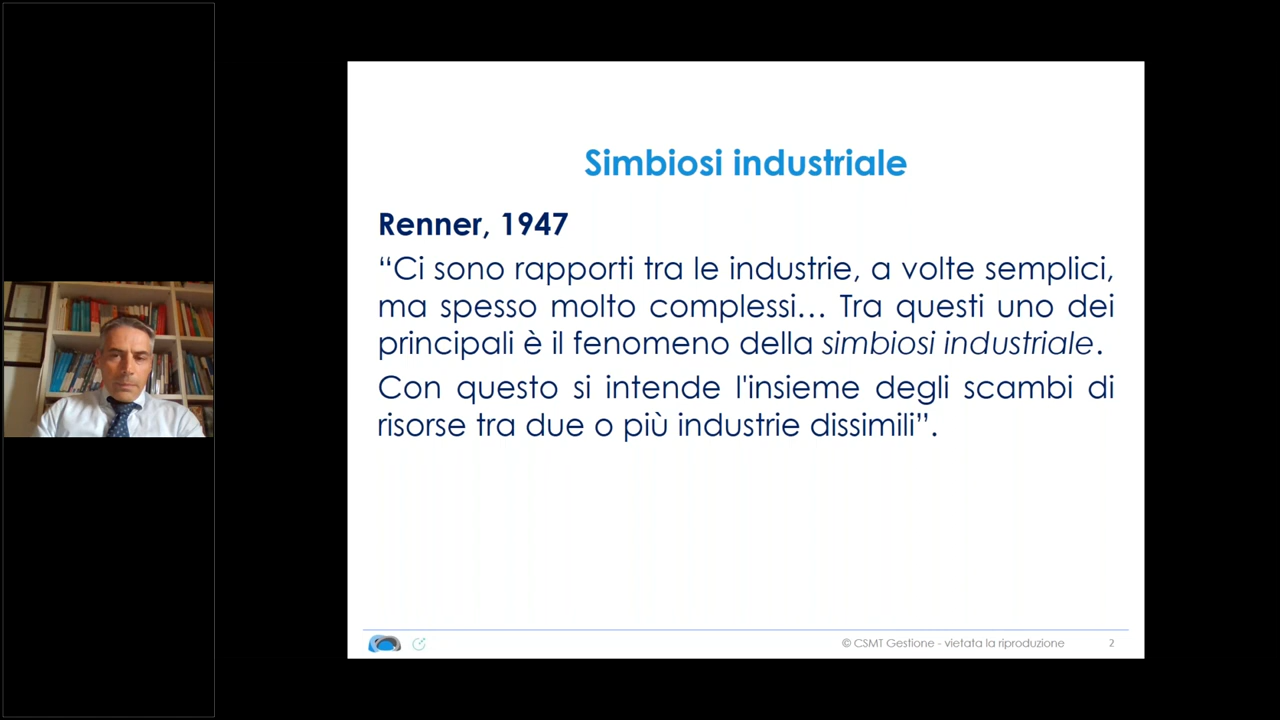 Simbiosi industriale
Renner, 1947
“Ci sono rapporti tra le industrie, a volte semplici,
ma spesso molto complessi… Tra questi uno dei
principali è il fenomeno della simbiosi industriale.
Con questo si intende l'insieme degli scambi di
risorse tra due o più industrie dissimili”.
© CSMT Gestione - vietata la riproduzione 2